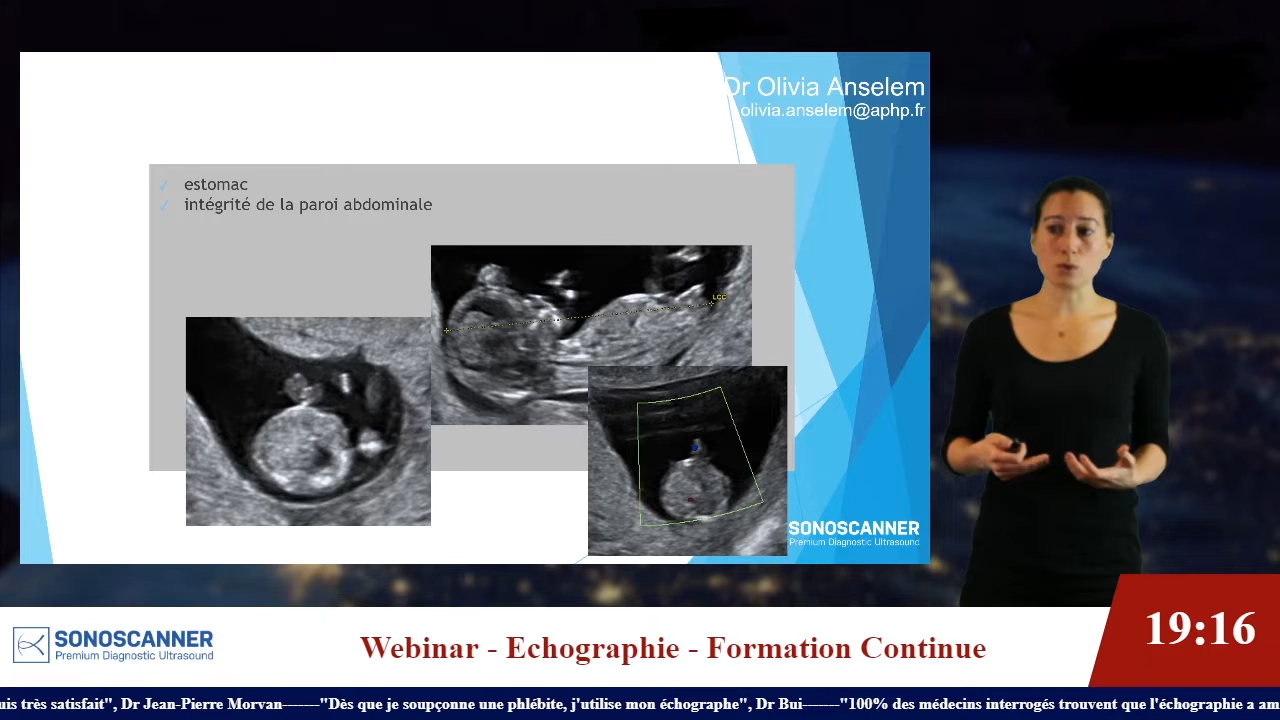 Dr Olivia Anselem
olivia.anselem@aphp.fr
✓ estomac
✓ intégrité de la paroi abdominale
LCC
SONOSCANNER
Premium Diagnostic Ultrasound
SONOSCANNER
Premium Diagnostic Ultrasound
Webinar - Echographie - Formation Continue
19:16
très satisfait", Dr Jean-Pierre Morvan-------"Dès que je soupçonne une phlébite, j'utilise mon échographe", Dr Bui-------"100% des médecins interrogés trouvent que l'échographie a